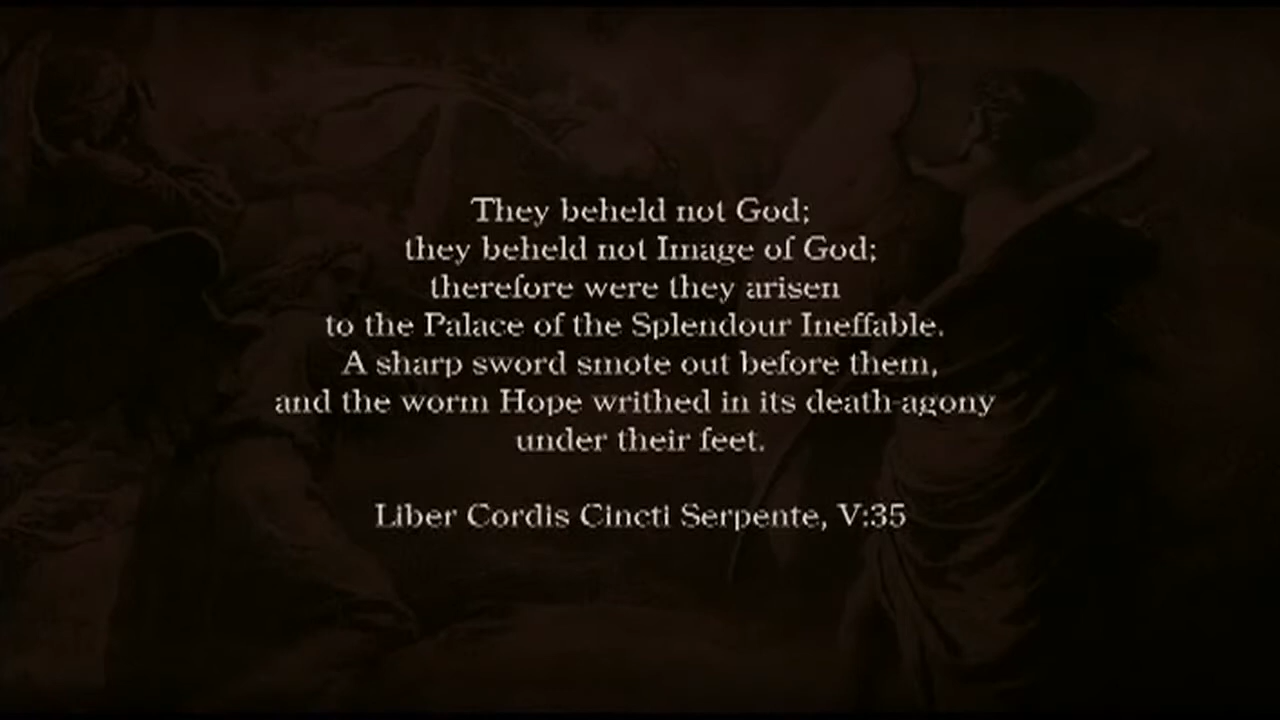 They beheld not God;
they beheld not Image of God;
therefore were they arisen
to the Palace of the Splendour Ineffable.
A sharp sword smote out before them,
and the worm Hope writhed in its death-agony
under their feet.
Liber Cordis Cincti Serpente, V:35